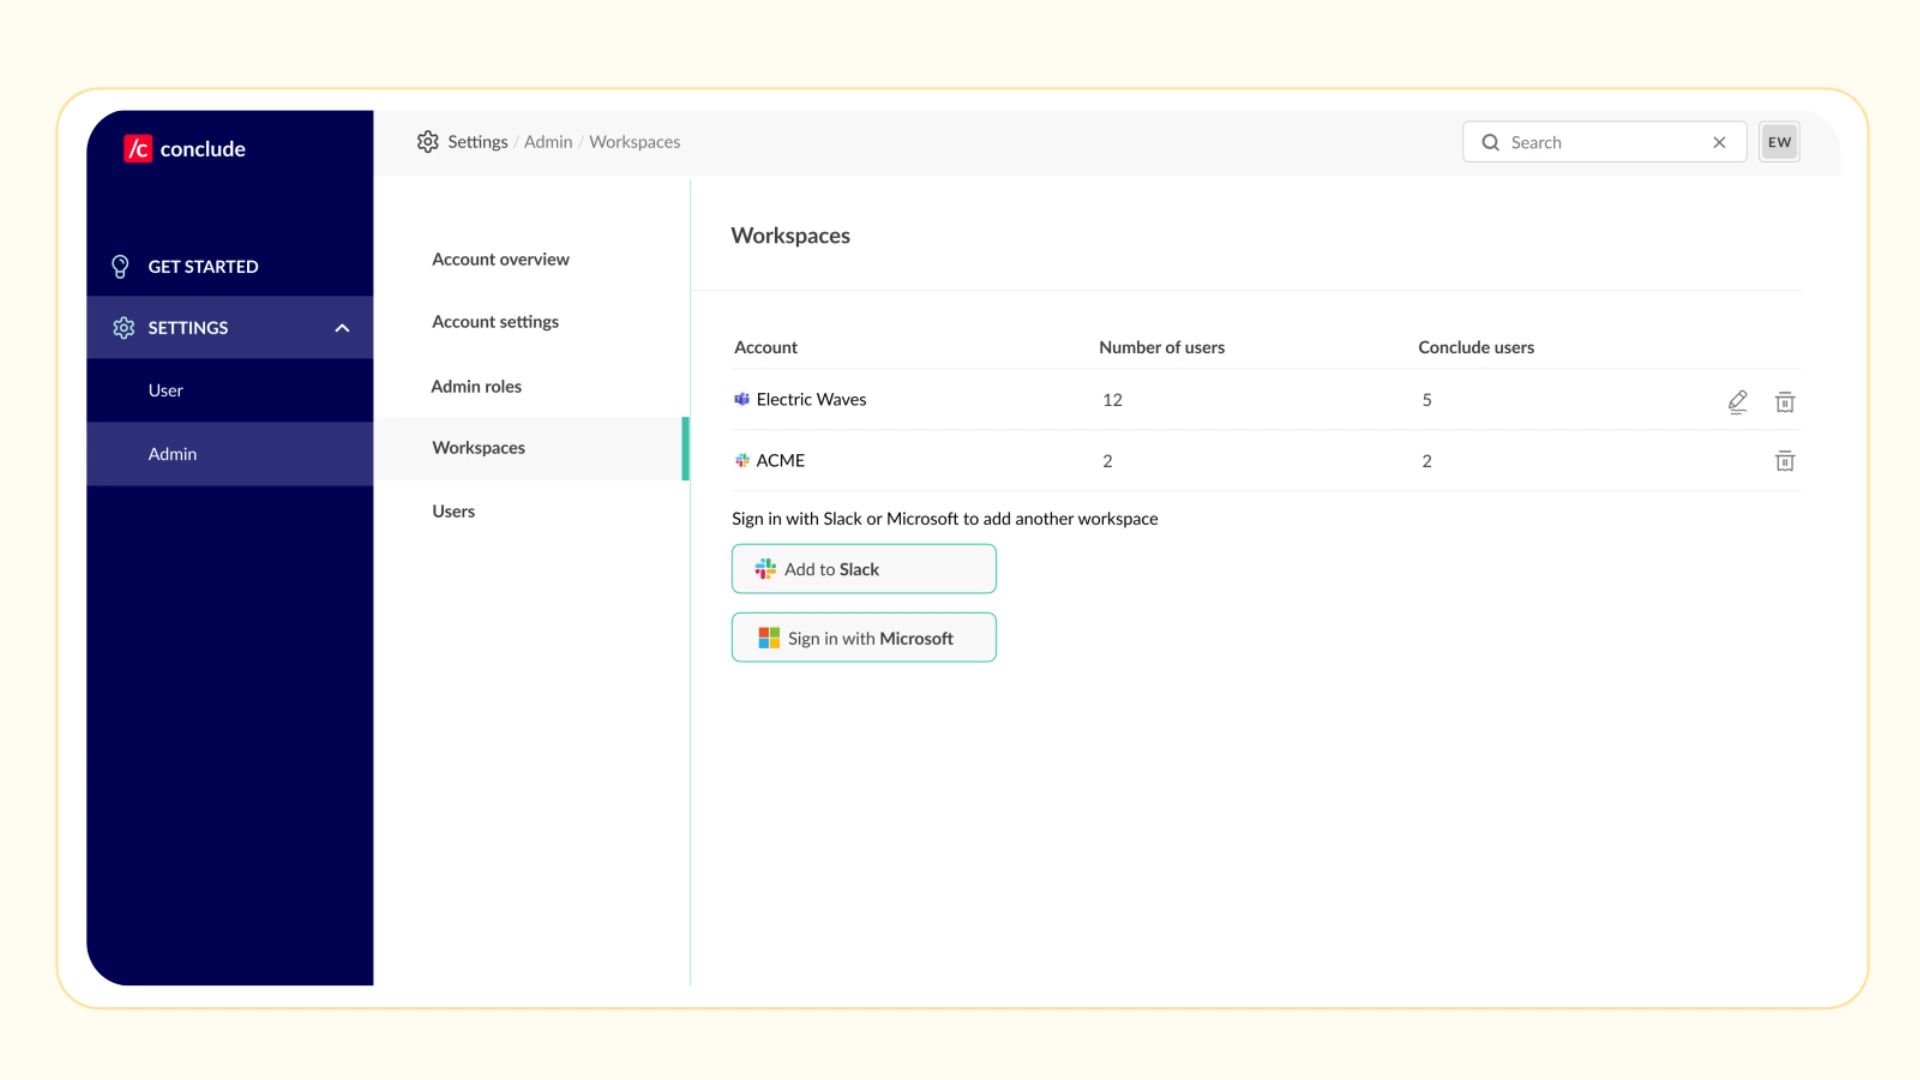 /c conclude
Settings / Admin / Workspaces
Search
EW
GET STARTED
SETTINGS
User
Admin
Account overview
Account settings
Admin roles
Workspaces
Users
Workspaces
Account Number of users Conclude users
Electric Waves 12 5
ACME 2 2
Sign in with Slack or Microsoft to add another workspace
Add to Slack
Sign in with Microsoft